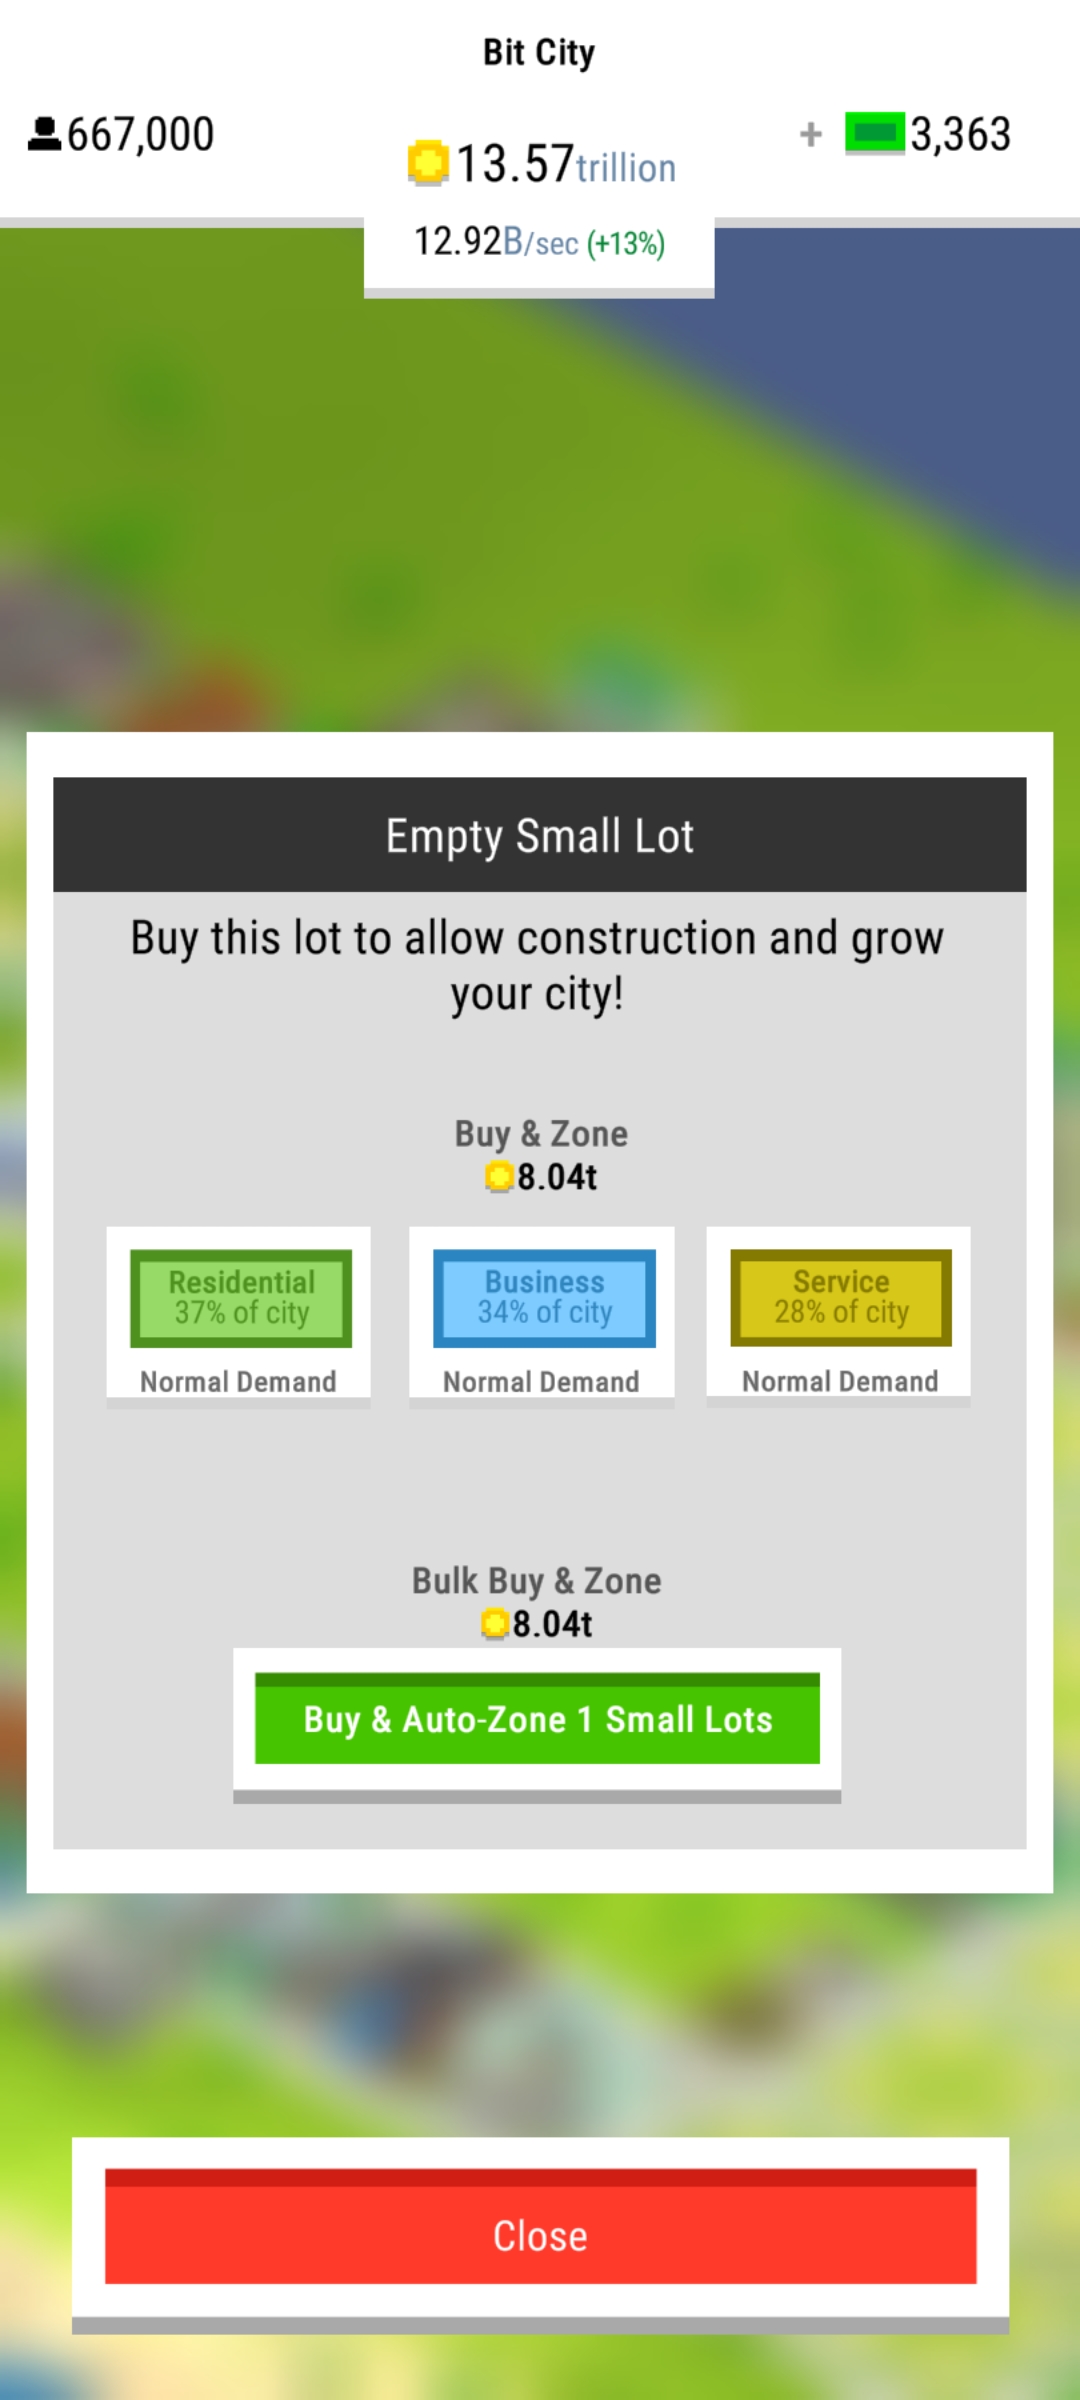 Bit City
667,000
13.57trillion
+ 3,363
12.92B/sec (+13%)
Empty Small Lot
Buy this lot to allow construction and grow
your city!
Buy & Zone
8.04t
Residential
37% of city
Normal Demand
Business
34% of city
Normal Demand
Service
28% of city
Normal Demand
Bulk Buy & Zone
8.04t
Buy & Auto-Zone 1 Small Lots
Close